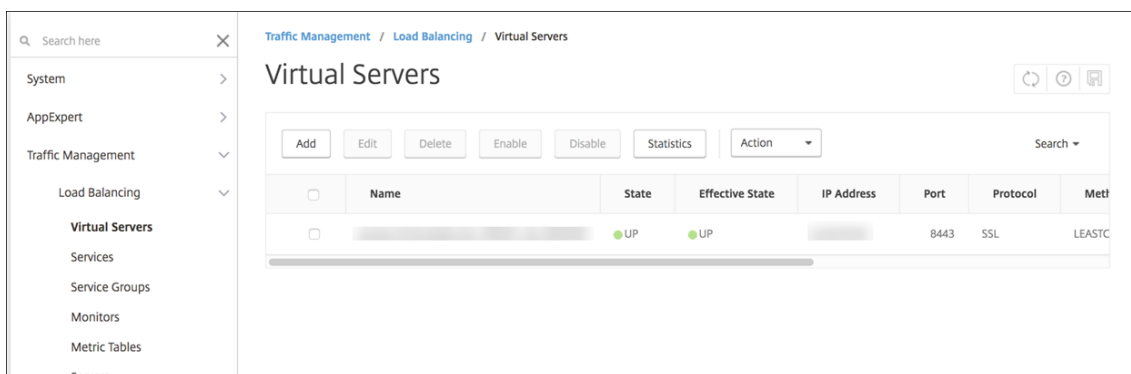 Search here
System
AppExpert
Traffic Management
Load Balancing
Virtual Servers
Services
Service Groups
Monitors
Metric Tables
Traffic Management / Load Balancing / Virtual Servers
Virtual Servers
Add Edit Delete Enable Disable Statistics Action Search
Name State Effective State IP Address Port Protocol Meth
UP UP 8443 SSL LEASTC